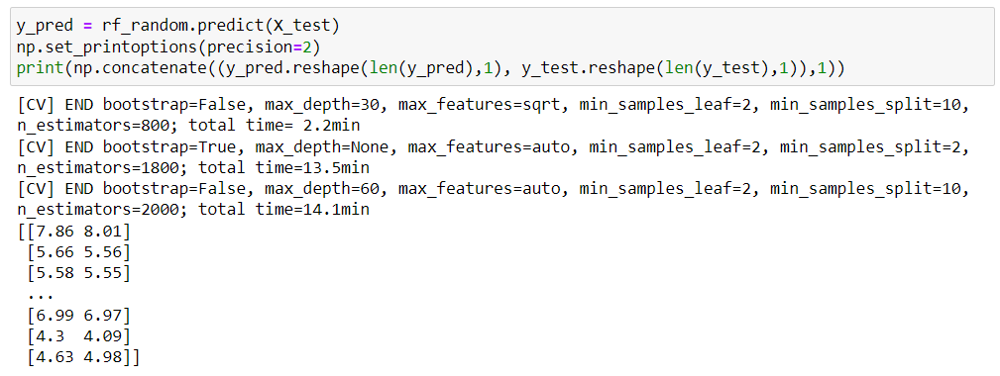 y_pred = rf_random.predict(X_test)
np.set_printoptions(precision=2)
print(np.concatenate((y_pred.reshape(len(y_pred),1), y_test.reshape(len(y_test),1)),1))
[CV] END bootstrap=False, max_depth=30, max_features=sqrt, min_samples_leaf=2, min_samples_split=10,
n_estimators=800; total time= 2.2min
[CV] END bootstrap=True, max_depth=None, max_features=auto, min_samples_leaf=2, min_samples_split=2,
n_estimators=1800; total time=13.5min
[CV] END bootstrap=False, max_depth=60, max_features=auto, min_samples_leaf=2, min_samples_split=10,
n_estimators=2000; total time=14.1min
[[7.86 8.01]
 [5.66 5.56]
 [5.58 5.55]
 ...
 [6.99 6.97]
 [4.3  4.09]
 [4.63 4.98]]